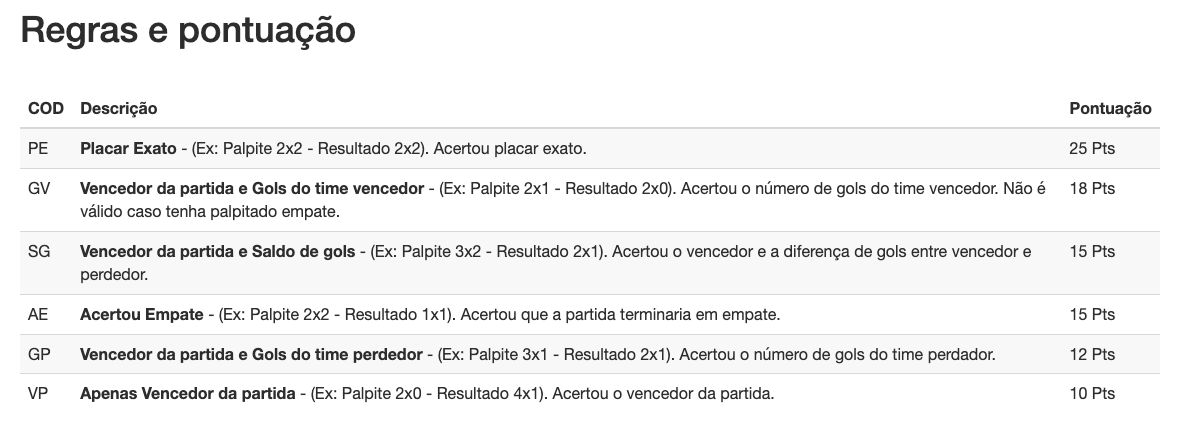 Regras e pontuação
COD Descrição Pontuação
PE Placar Exato - (Ex: Palpite 2x2 - Resultado 2x2). Acertou placar exato. 25 Pts
GV Vencedor da partida e Gols do time vencedor - (Ex: Palpite 2x1 - Resultado 2x0). Acertou o número de gols do time vencedor. Não é 18 Pts
válido caso tenha palpitado empate.
SG Vencedor da partida e Saldo de gols - (Ex: Palpite 3x2 - Resultado 2x1). Acertou o vencedor e a diferença de gols entre vencedor e 15 Pts
perdedor.
AE Acertou Empate - (Ex: Palpite 2x2 - Resultado 1x1). Acertou que a partida terminaria em empate. 15 Pts
GP Vencedor da partida e Gols do time perdedor - (Ex: Palpite 3x1 - Resultado 2x1). Acertou o número de gols do time perdador. 12 Pts
VP Apenas Vencedor da partida - (Ex: Palpite 2x0 - Resultado 4x1). Acertou o vencedor da partida. 10 Pts